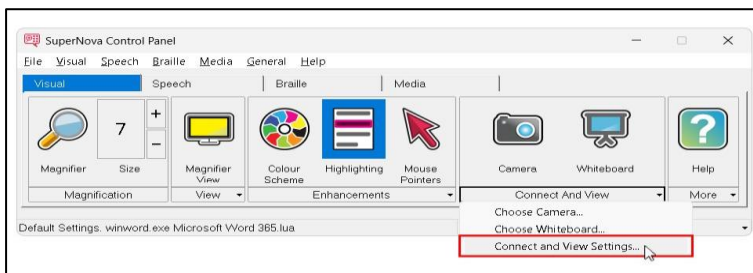 SuperNova Control Panel
File Visual Speech Braille Media General Help
Visual Speech Braille Media
7 + −
Magnifier Size Magnifier View Colour Scheme Highlighting Mouse Pointers Camera Whiteboard Help
Magnification View Enhancements Connect And View More
Choose Camera...
Default Settings. winword.exe Microsoft Word 365.lua
Choose Whiteboard...
Connect and View Settings...